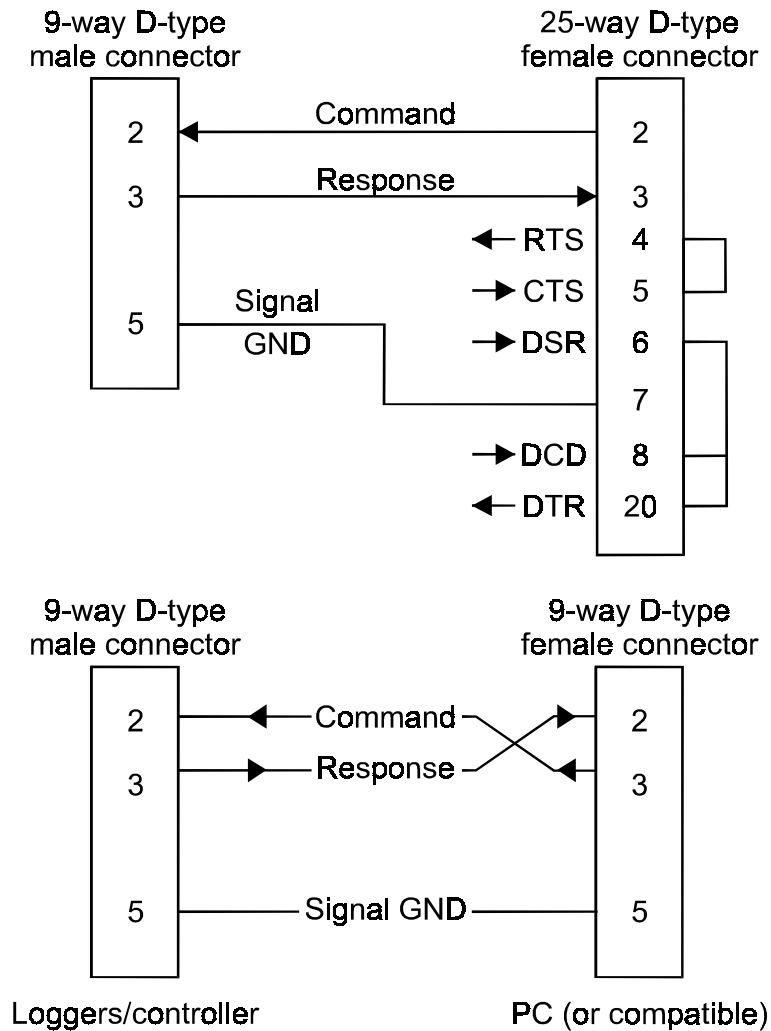 9-way D-type
male connector
25-way D-type
female connector
2
Command
2
3
Response
3
RTS
4
CTS
5
5
Signal
GND
DSR
6
7
DCD
8
DTR
20
9-way D-type
male connector
9-way D-type
female connector
2
Command
2
3
Response
3
5
Signal GND
5
Loggers/controller
PC (or compatible)